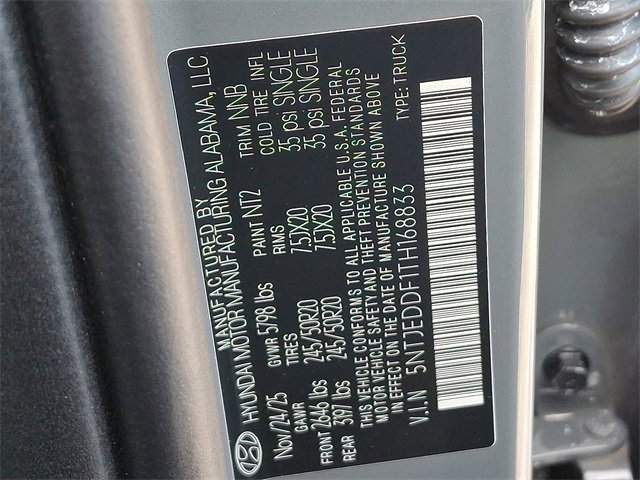 MANUFACTURED BY
HYUNDAI MOTOR MANUFACTURING ALABAMA, LLC
Nov/24/25 GVWR 5798 lbs PAINT NT2 TRIM NNB
GAWR TIRES RIMS COLD TIRE INFL
FRONT 2646 lbs 245/50R20 7.5JX20 35 psi SINGLE
REAR 3197 lbs 245/50R20 7.5JX20 35 psi SINGLE
THIS VEHICLE CONFORMS TO ALL APPLICABLE U.S.A. FEDERAL
MOTOR VEHICLE SAFETY AND THEFT PREVENTION STANDARDS
IN EFFECT ON THE DATE OF MANUFACTURE SHOWN ABOVE
V.I.N 5NTJEDDF1TH168833 TYPE: TRUCK